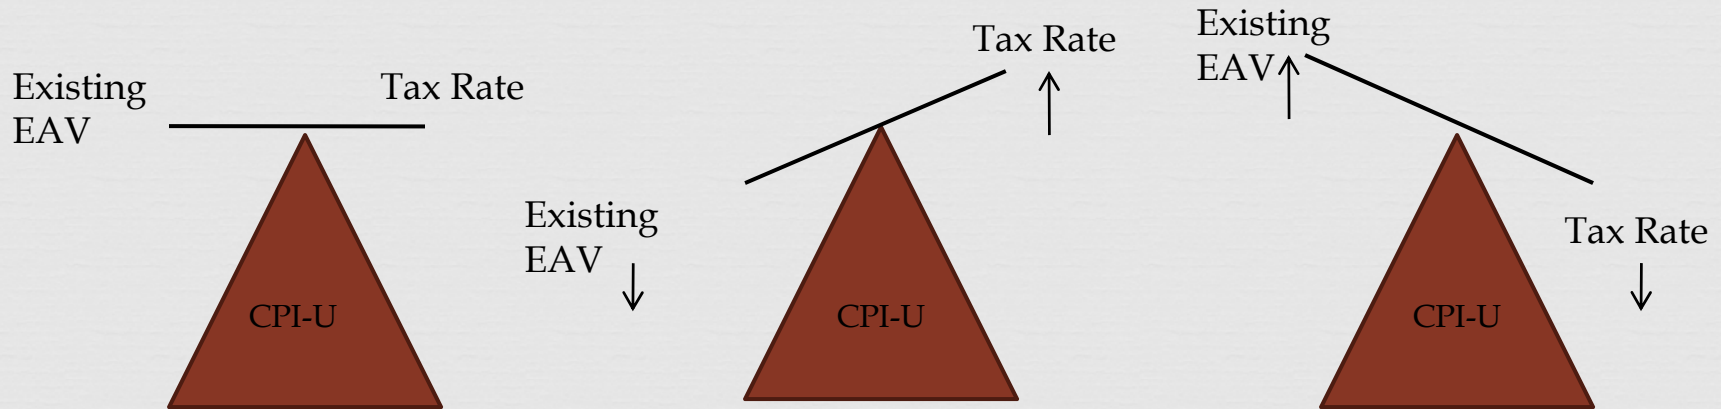 Existing
EAV
Tax Rate
CPI-U
Tax Rate
Existing
EAV
CPI-U
Existing
EAV
Tax Rate
CPI-U